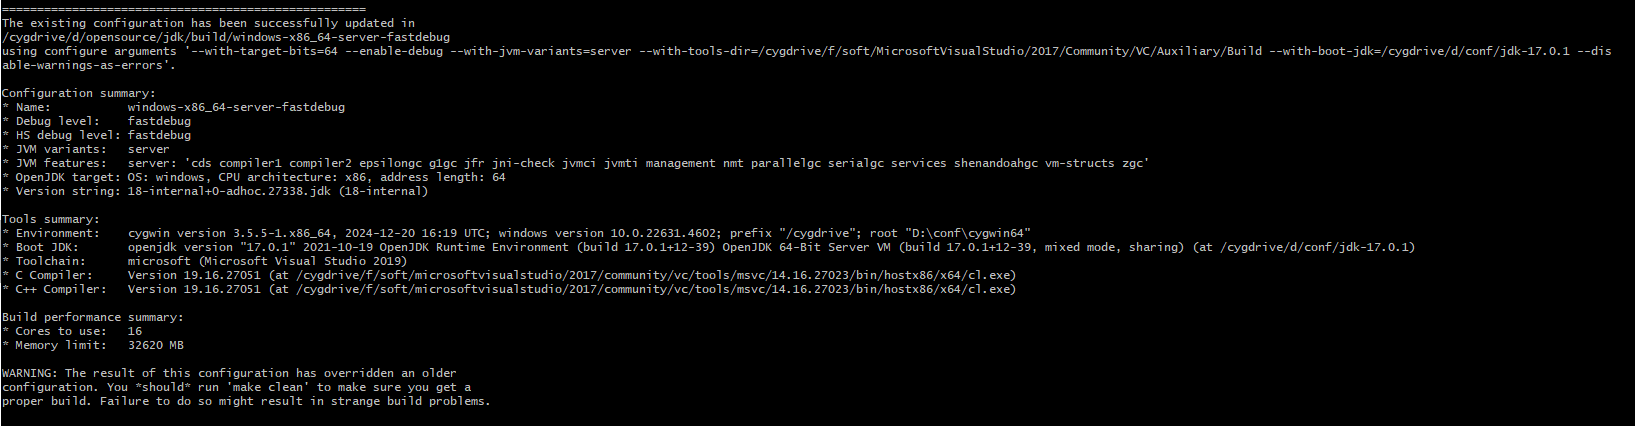 ====================================================
The existing configuration has been successfully updated in
/cygdrive/d/opensource/jdk/build/windows-x86_64-server-fastdebug
using configure arguments '--with-target-bits=64 --enable-debug --with-jvm-variants=server --with-tools-dir=/cygdrive/f/soft/MicrosoftVisualStudio/2017/Community/VC/Auxiliary/Build --with-boot-jdk=/cygdrive/d/conf/jdk-17.0.1 --dis
able-warnings-as-errors'.
Configuration summary:
* Name:           windows-x86_64-server-fastdebug
* Debug level:    fastdebug
* HS debug level: fastdebug
* JVM variants:   server
* JVM features:   server: 'cds compiler1 compiler2 epsilongc g1gc jfr jni-check jvmci jvmti management nmt parallelgc serialgc services shenandoahgc vm-structs zgc'
* OpenJDK target: OS: windows, CPU architecture: x86, address length: 64
* Version string: 18-internal+0-adhoc.27338.jdk (18-internal)
Tools summary:
* Environment:    cygwin version 3.5.5-1.x86_64, 2024-12-20 16:19 UTC; windows version 10.0.22631.4602; prefix "/cygdrive"; root "D:\conf\cygwin64"
* Boot JDK:       openjdk version "17.0.1" 2021-10-19 OpenJDK Runtime Environment (build 17.0.1+12-39) OpenJDK 64-Bit Server VM (build 17.0.1+12-39, mixed mode, sharing) (at /cygdrive/d/conf/jdk-17.0.1)
* Toolchain:      microsoft (Microsoft Visual Studio 2019)
* C Compiler:     Version 19.16.27051 (at /cygdrive/f/soft/microsoftvisualstudio/2017/community/vc/tools/msvc/14.16.27023/bin/hostx86/x64/cl.exe)
* C++ Compiler:   Version 19.16.27051 (at /cygdrive/f/soft/microsoftvisualstudio/2017/community/vc/tools/msvc/14.16.27023/bin/hostx86/x64/cl.exe)
Build performance summary:
* Cores to use:   16
* Memory limit:   32620 MB
WARNING: The result of this configuration has overridden an older
configuration. You *should* run 'make clean' to make sure you get a
proper build. Failure to do so might result in strange build problems.